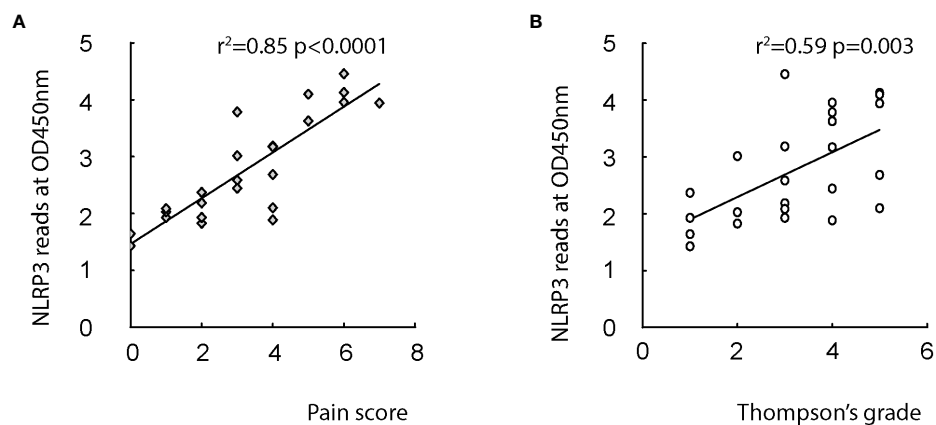 A
B
r²=0.85 p<0.0001
r²=0.59 p=0.003
NLRP3 reads at OD450nm
5
4
3
2
1
0
0 2 4 6 8
Pain score
NLRP3 reads at OD450nm
5
4
3
2
1
0
0 2 4 6
Thompson’s grade